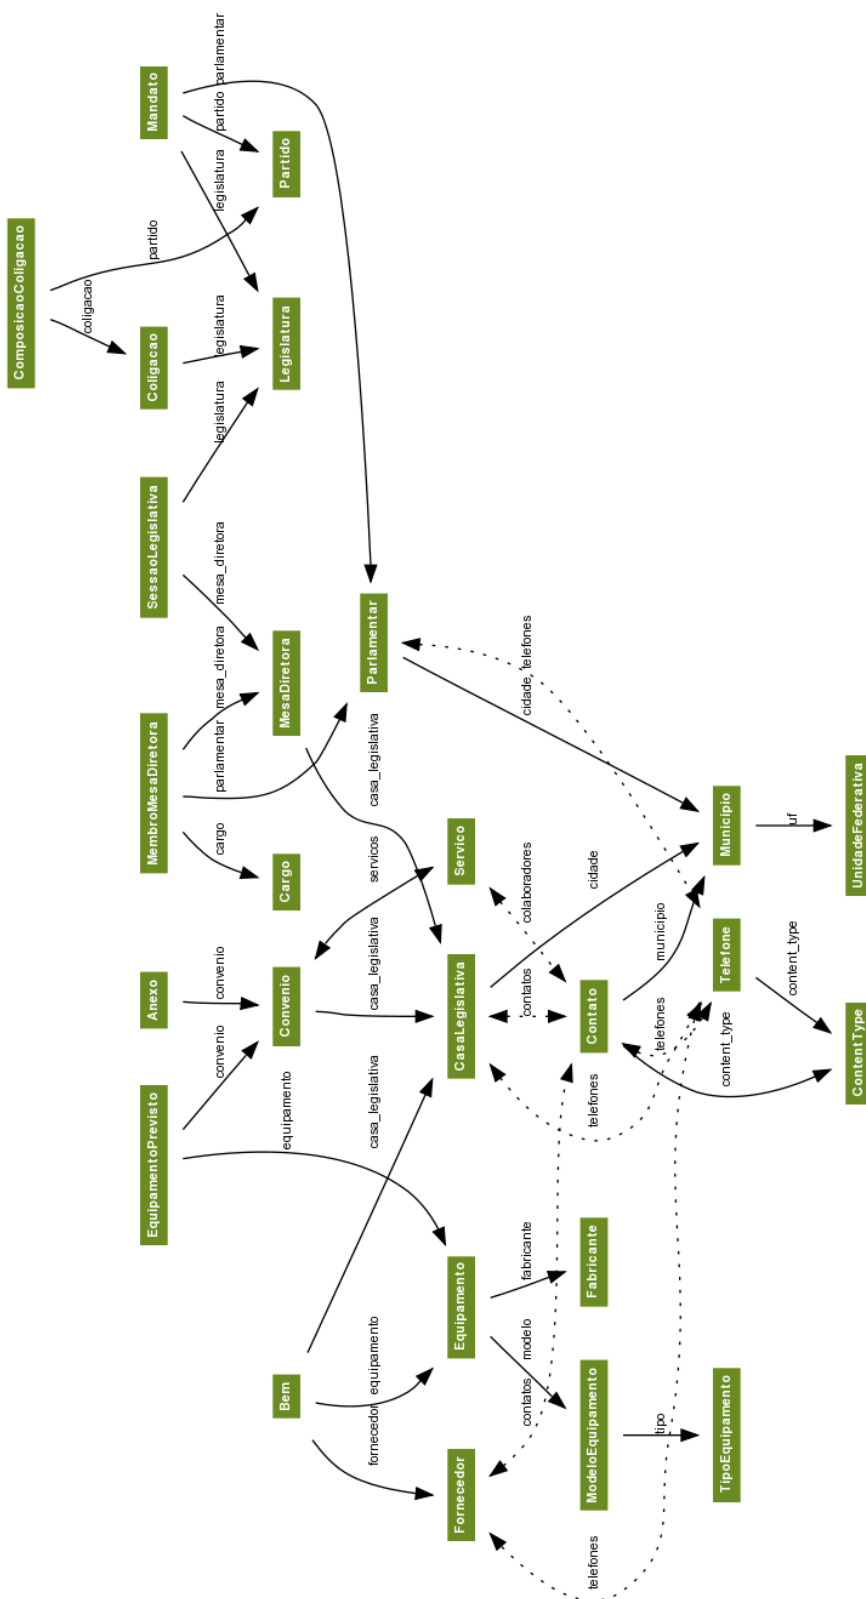 ComposicaoColigacao
partido
coligacao
Mandato
Coligacao
SessaoLegislativa
MembroMesaDiretora
Anexo
EquipamentoPrevisto
parlamentar
partido
legislatura
legislatura
legislatura
mesa_diretora
mesa_diretora
parlamentar
cargo
convenio
convenio
equipamento
Partido
Legislatura
MesaDiretora
Cargo
Convenio
Bem
casa_legislativa
servicos
casa_legislativa
casa_legislativa
equipamento
fornecedor
Parlamentar
Servico
CasaLegislativa
Equipamento
Fornecedor
cidade, telefones
colaboradores
cidade
contatos
fabricante
modelo
contatos
telefones
telefones
Contato
Fabricante
ModeloEquipamento
municipio
telefones
tipo
Municipio
Telefone
TipoEquipamento
content_type
uf
content_type
UnidadeFederativa
ContentType